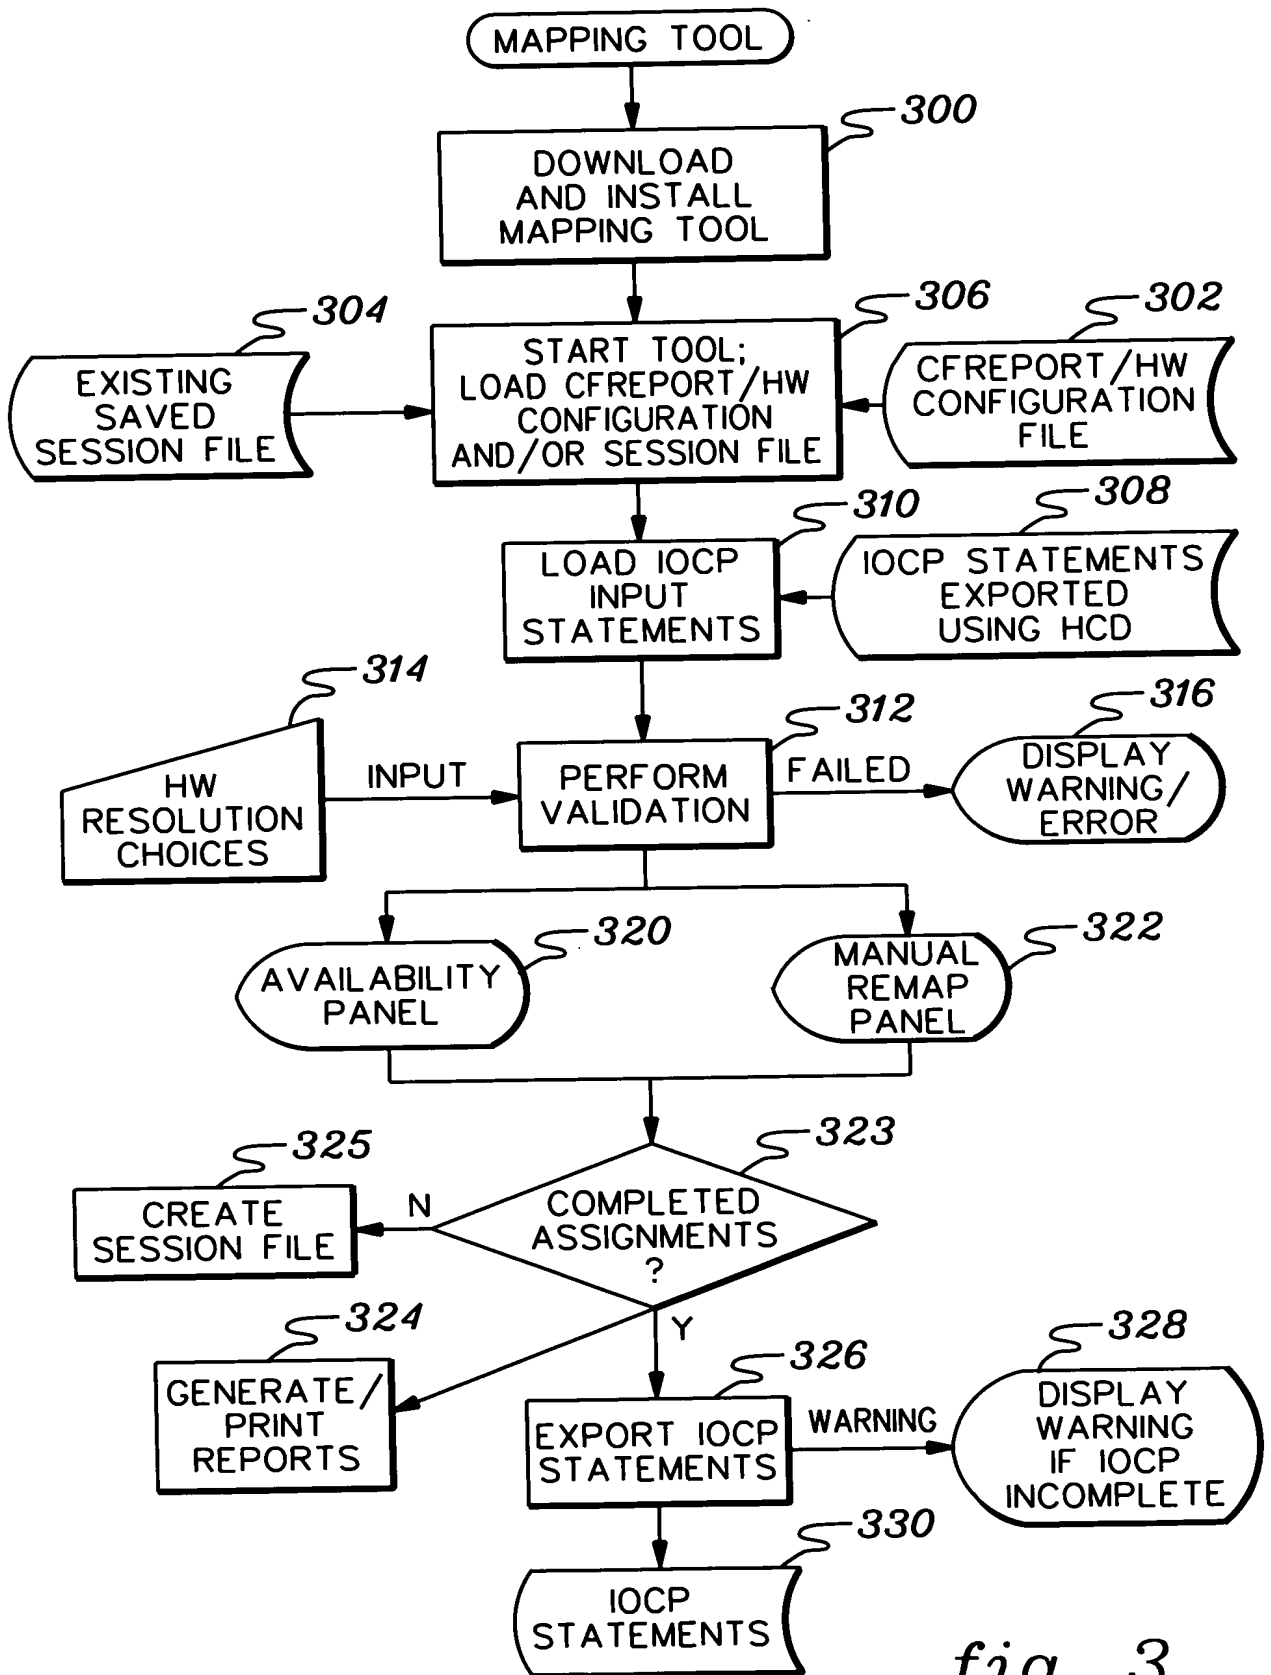 MAPPING TOOL
300
DOWNLOAD
AND INSTALL
MAPPING TOOL
304
EXISTING
SAVED
SESSION FILE
306
START TOOL;
LOAD CFREPORT/HW
CONFIGURATION
AND/OR SESSION FILE
302
CFREPORT/HW
CONFIGURATION
FILE
310
LOAD IOCP
INPUT
STATEMENTS
308
IOCP STATEMENTS
EXPORTED
USING HCD
314
HW
RESOLUTION
CHOICES
INPUT
312
PERFORM
VALIDATION
FAILED
316
DISPLAY
WARNING/
ERROR
320
AVAILABILITY
PANEL
322
MANUAL
REMAP
PANEL
323
COMPLETED
ASSIGNMENTS
?
N
325
CREATE
SESSION FILE
Y
324
GENERATE/
PRINT
REPORTS
326
EXPORT IOCP
STATEMENTS
WARNING
328
DISPLAY
WARNING
IF IOCP
INCOMPLETE
330
IOCP
STATEMENTS
fig. 3